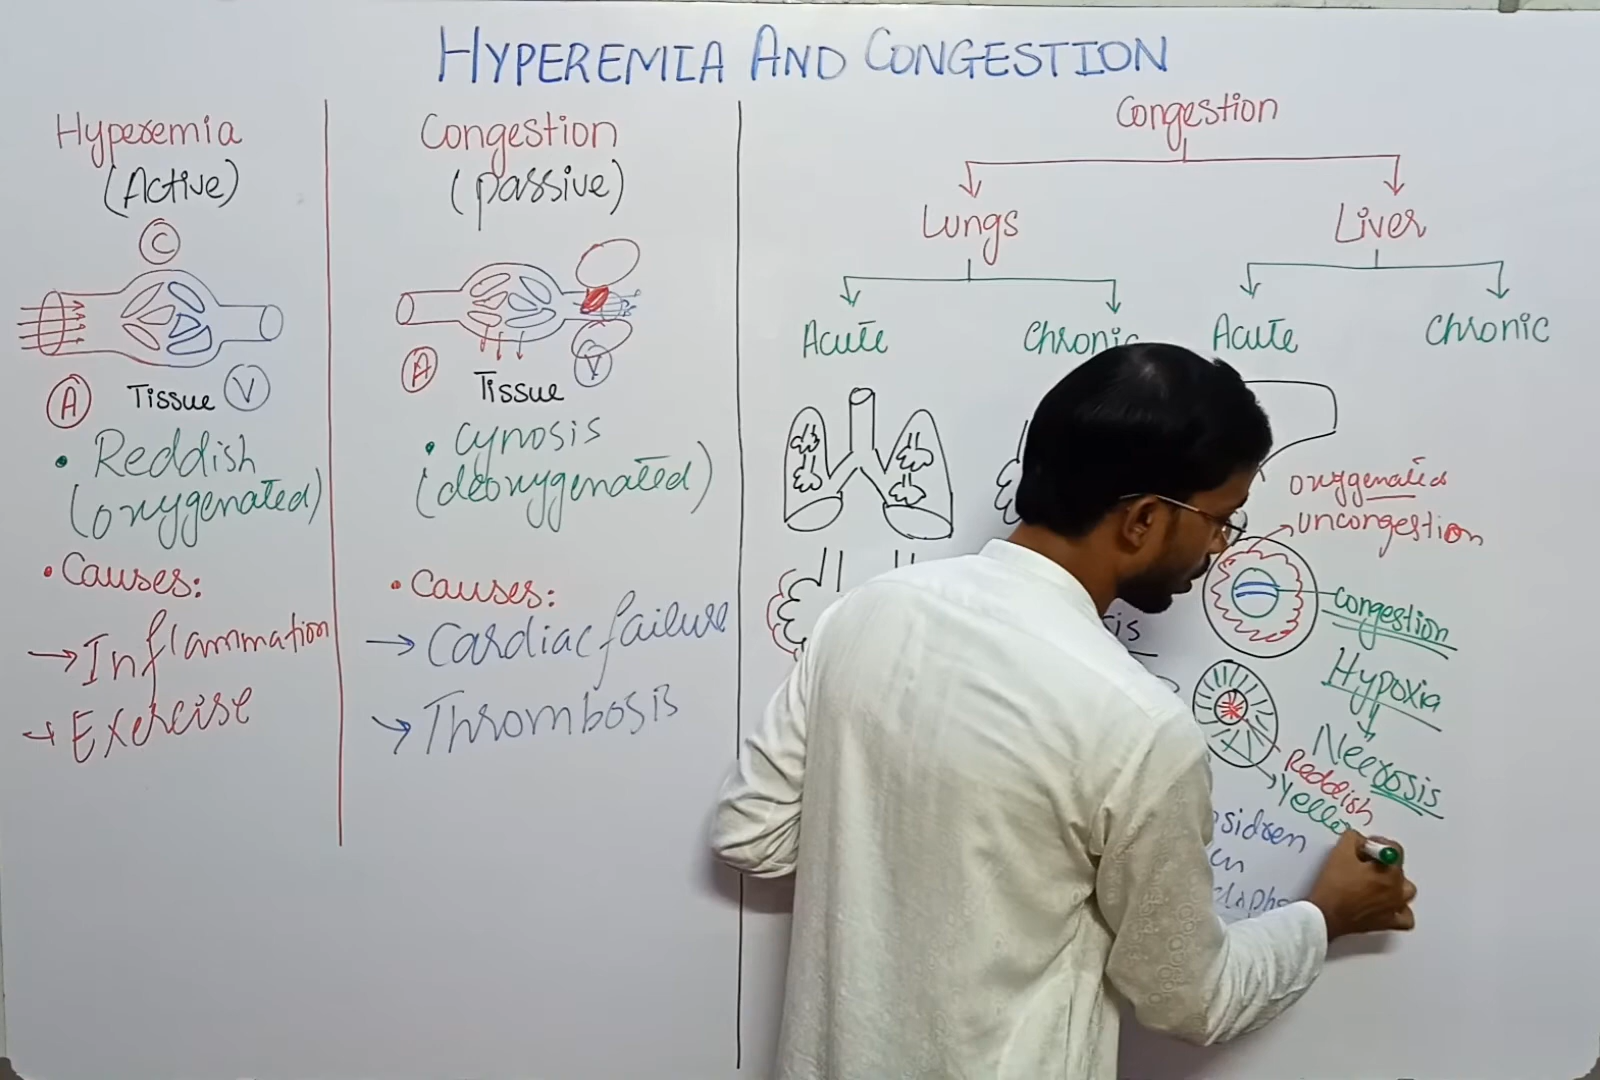 HYPEREMIA AND CONGESTION
Hyperemia
(Active)
C
A
Tissue
V
• Reddish
(oxygenated)
• Causes:
→ Inflammation
→ Exercise
Congestion
(passive)
A
Tissue
V
• cynosis
(deoxygenated)
• Causes:
→ Cardiac failure
→ Thrombosis
Congestion
Lungs
Liver
Acute
Chronic
Acute
Chronic
oxygenated
uncongestion
congestion
Hypoxia
Necrosis
Reddish